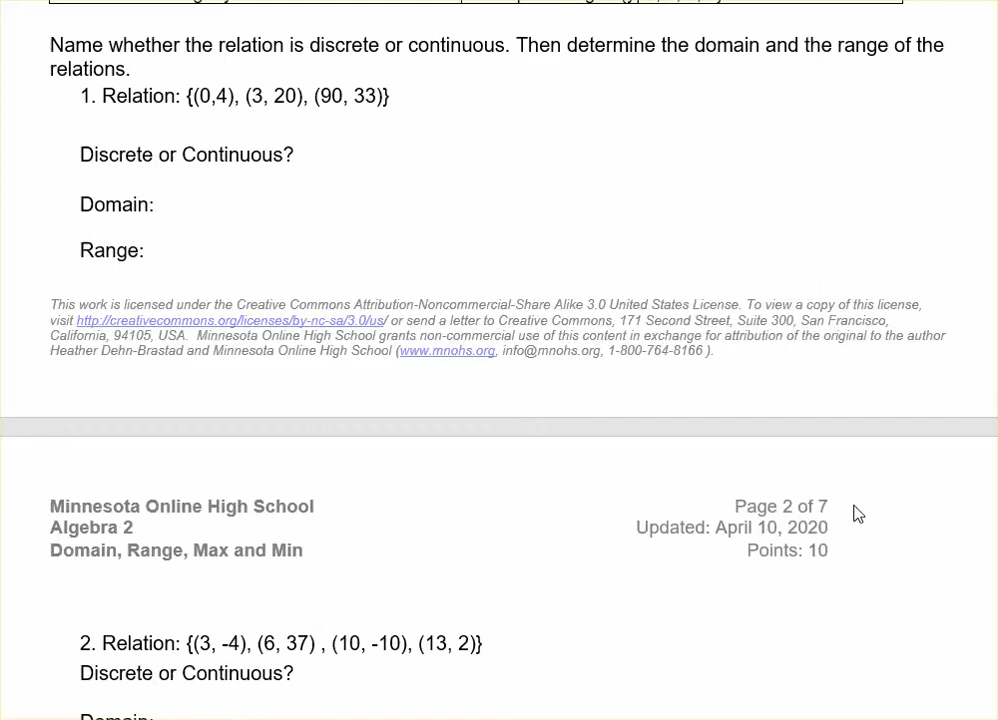 Name whether the relation is discrete or continuous. Then determine the domain and the range of the
relations.
1. Relation: {(0,4), (3, 20), (90, 33)}
Discrete or Continuous?
Domain:
Range:
This work is licensed under the Creative Commons Attribution-Noncommercial-Share Alike 3.0 United States License. To view a copy of this license,
visit http://creativecommons.org/licenses/by-nc-sa/3.0/us/ or send a letter to Creative Commons, 171 Second Street, Suite 300, San Francisco,
California, 94105, USA.  Minnesota Online High School grants non-commercial use of this content in exchange for attribution of the original to the author
Heather Dehn-Brastad and Minnesota Online High School (www.mnohs.org, info@mnohs.org, 1-800-764-8166 ).
Minnesota Online High School Page 2 of 7
Algebra 2 Updated: April 10, 2020
Domain, Range, Max and Min Points: 10
2. Relation: {(3, -4), (6, 37) , (10, -10), (13, 2)}
Discrete or Continuous?
Domain: